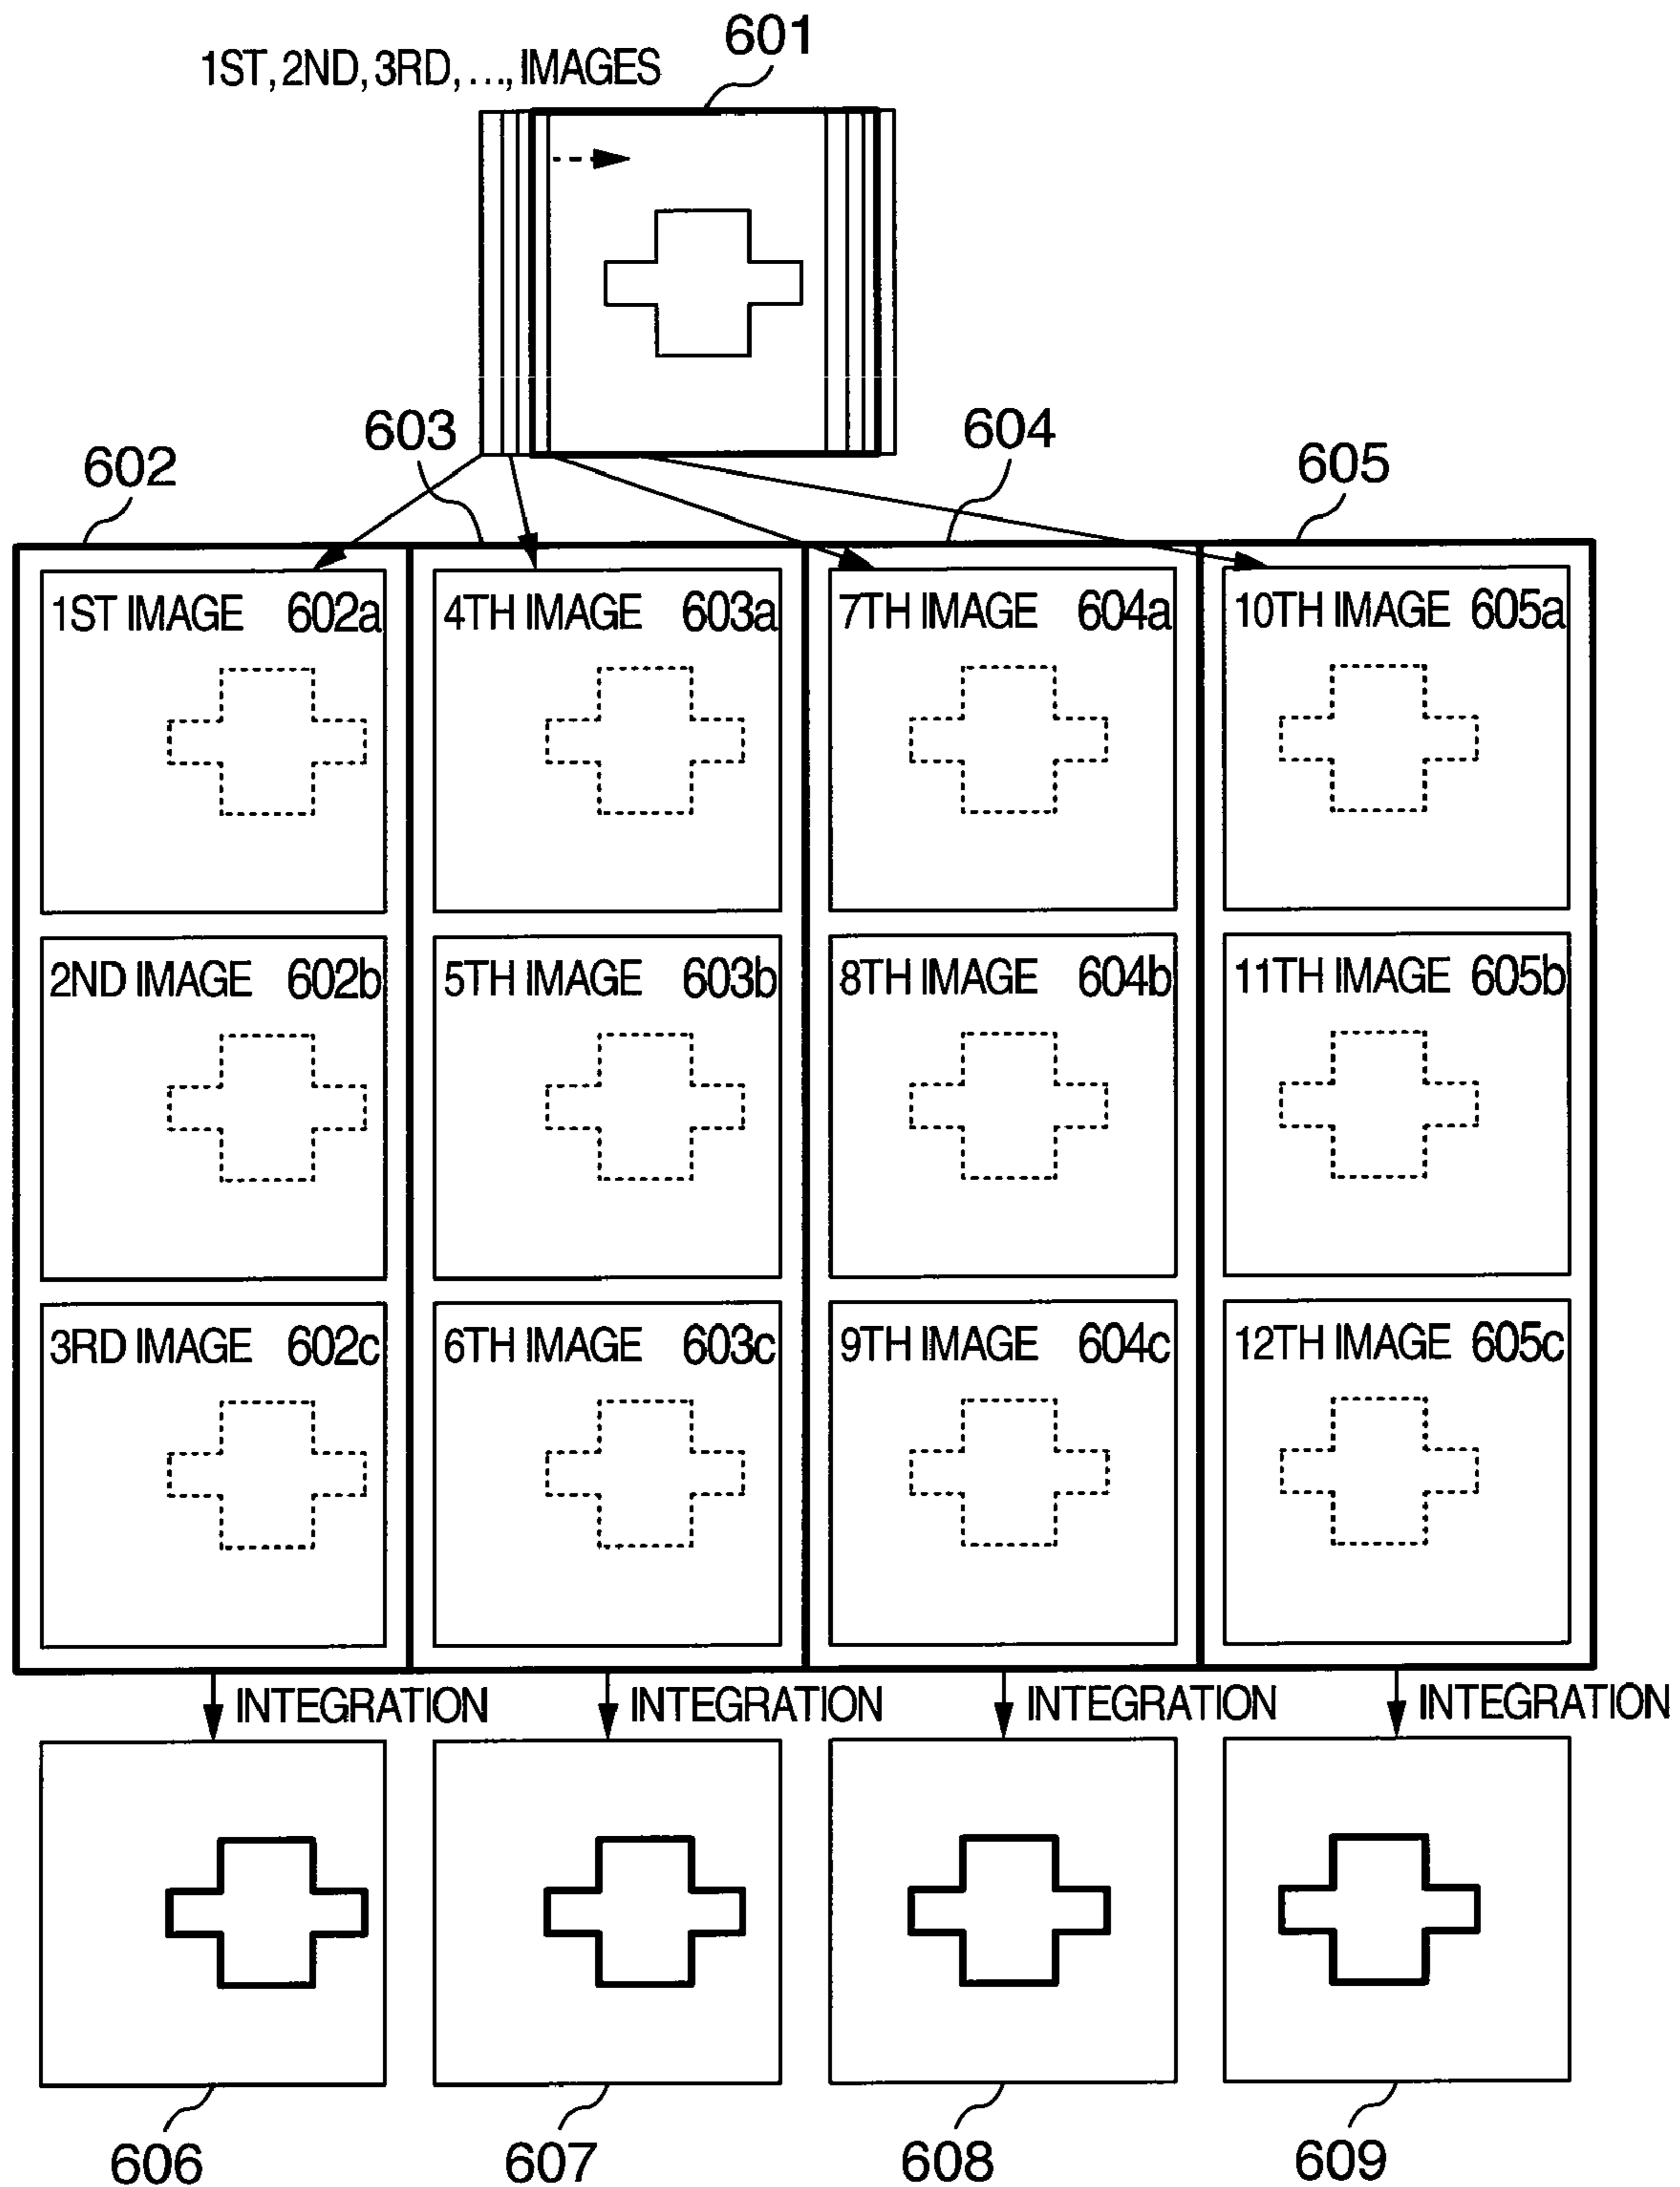 601
1ST, 2ND, 3RD, ..., IMAGES
603
604
602
605
1ST IMAGE 602a
4TH IMAGE 603a
7TH IMAGE 604a
10TH IMAGE 605a
2ND IMAGE 602b
5TH IMAGE 603b
8TH IMAGE 604b
11TH IMAGE 605b
3RD IMAGE 602c
6TH IMAGE 603c
9TH IMAGE 604c
12TH IMAGE 605c
INTEGRATION
INTEGRATION
INTEGRATION
INTEGRATION
606
607
608
609